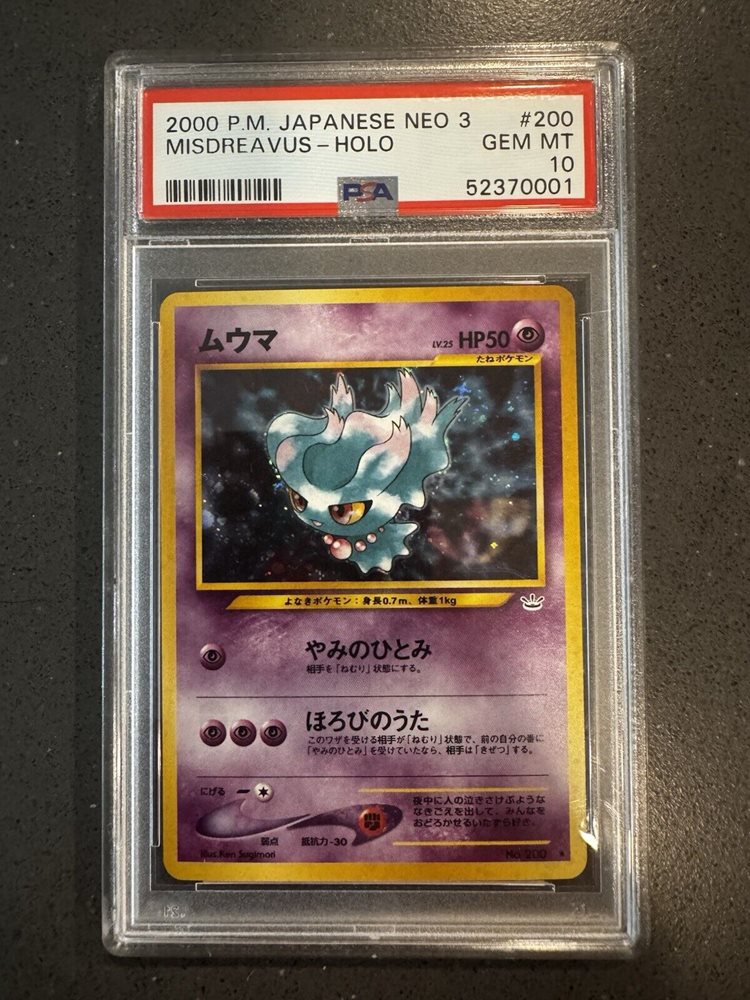 2000 P.M. JAPANESE NEO 3 #200
MISDREAVUS - HOLO GEM MT
10
PSA 52370001
ムウマ LV.25 HP50
たねポケモン
よなきポケモン：身長0.7m、体重1kg
やみのひとみ
相手を「ねむり」状態にする。
ほろびのうた
このワザを受ける相手が「ねむり」状態で、前の自分の番に
「やみのひとみ」を受けていたなら、相手は「きぜつ」する。
にげる
弱点 抵抗力 -30
夜中に人の泣きさけぶような
なきごえを出して、みんなを
おどろかせるいたずら好き。
Illus.Ken Sugimori No. 200